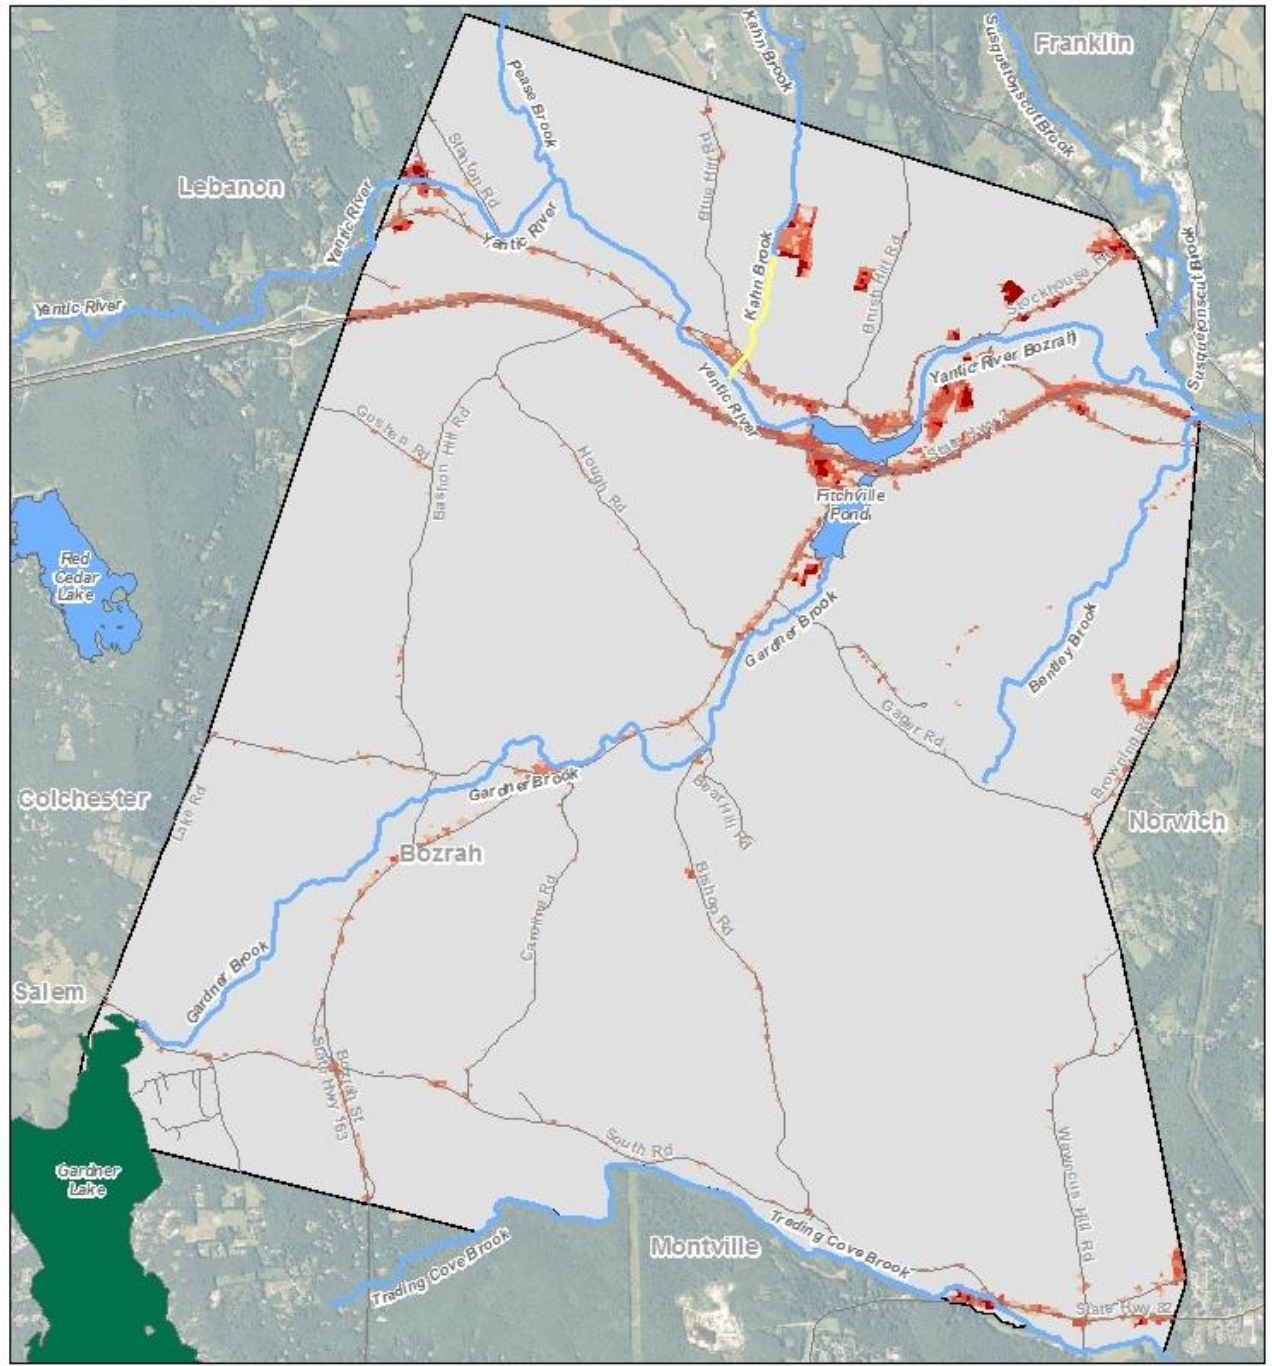 Franklin
Kahn Brook
Susquetonscut Brook
Pease Brook
Stanton Rd
Blue Hill Rd
Lebanon
Yantic River
Yantic River
Susquetonscut Brook
Kahn Brook
Brush Hill Rd
Stockhouse Rd
Yantic River
Yantic River Bozrah)
Yantic River
Goshen Rd
Bashon Hill Rd
Hough Rd
State Hwy 2
Fitchville
Pond
Red
Cedar
Lake
Gardner Brook
Bentley Brook
Gager Rd
Browning Rd
Colchester
Lake Rd
Gardner Brook
Bear Hill Rd
Norwich
Bozrah
Bishop Rd
Caroline Rd
Gardner Brook
Salem
Bozrah St
State Hwy 163
South Rd
Wawecus Hill Rd
Gardner
Lake
Trading Cove Brook
Montville
Trading Cove Brook
State Hwy 82